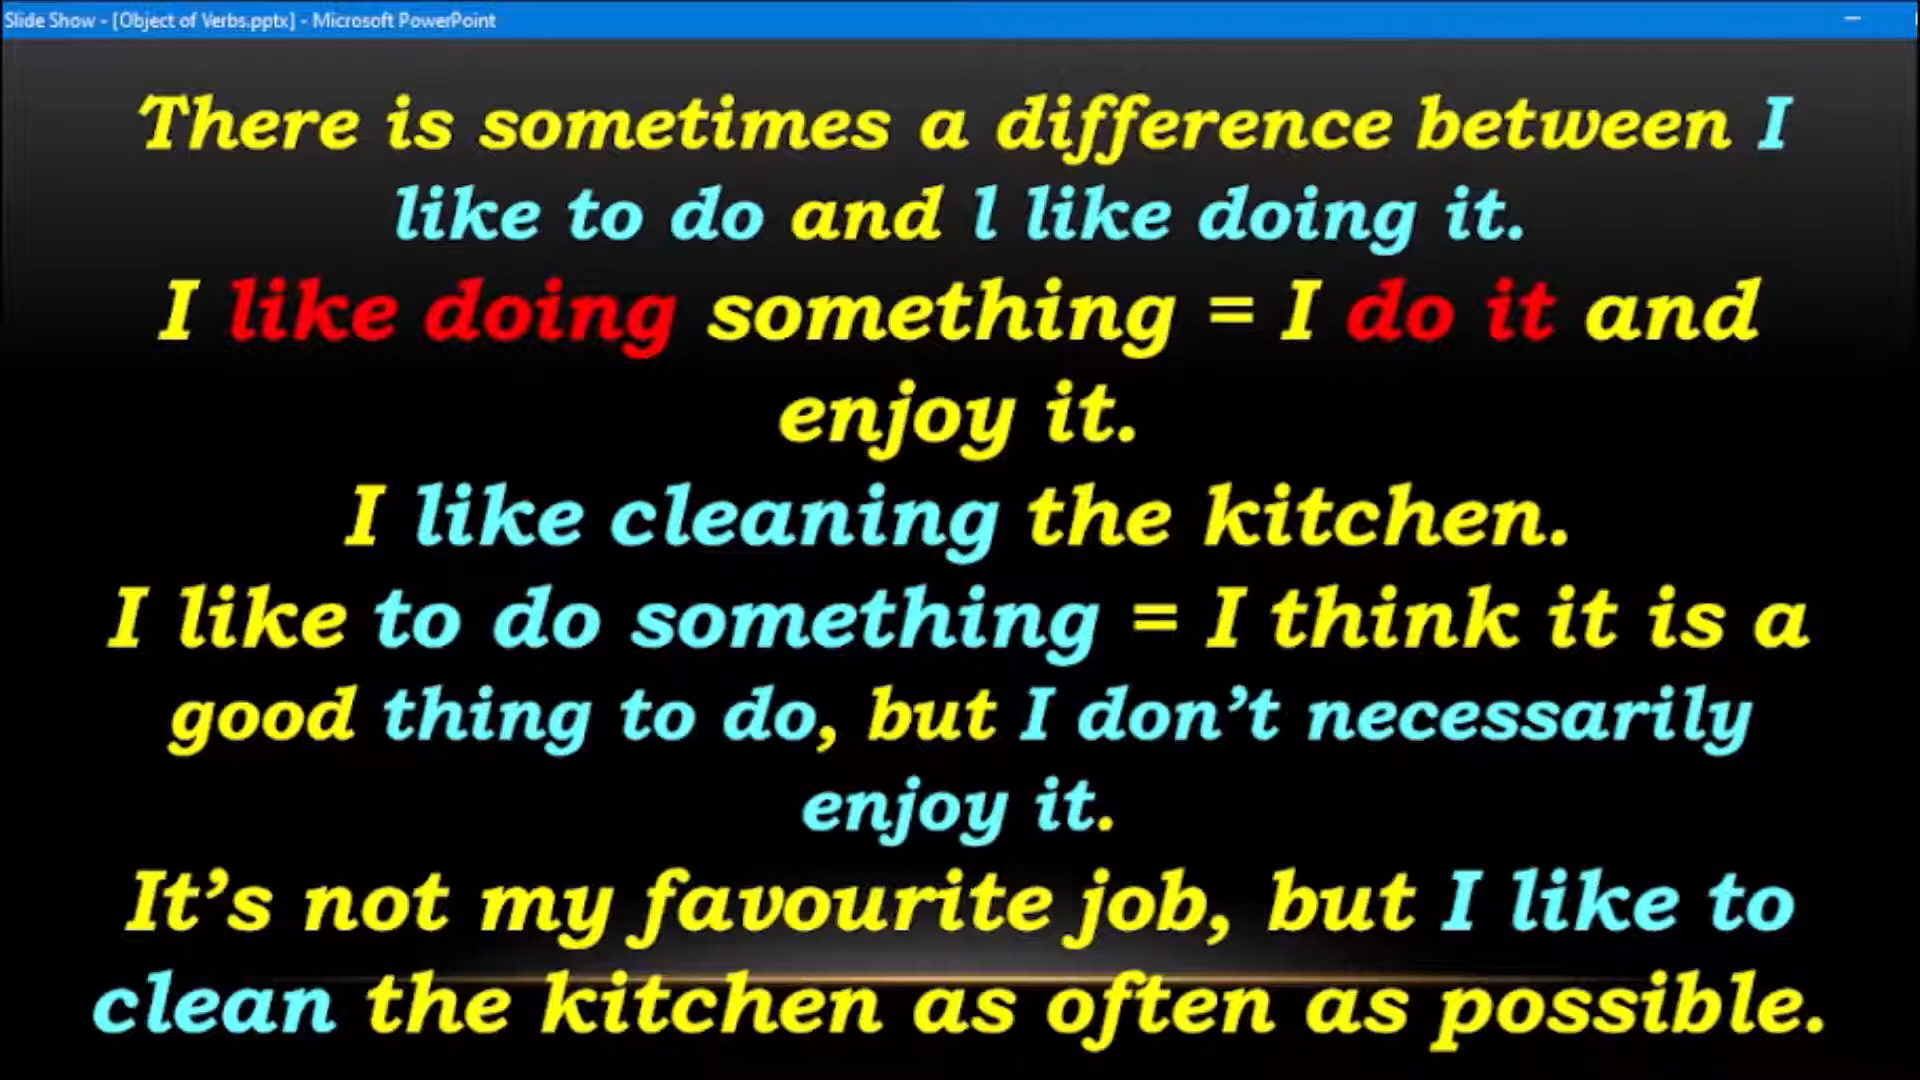 Slide Show - [Object of Verbs.pptx] - Microsoft PowerPoint
There is sometimes a difference between I
like to do and l like doing it.
I like doing something = I do it and
enjoy it.
I like cleaning the kitchen.
I like to do something = I think it is a
good thing to do, but I don’t necessarily
enjoy it.
It’s not my favourite job, but I like to
clean the kitchen as often as possible.